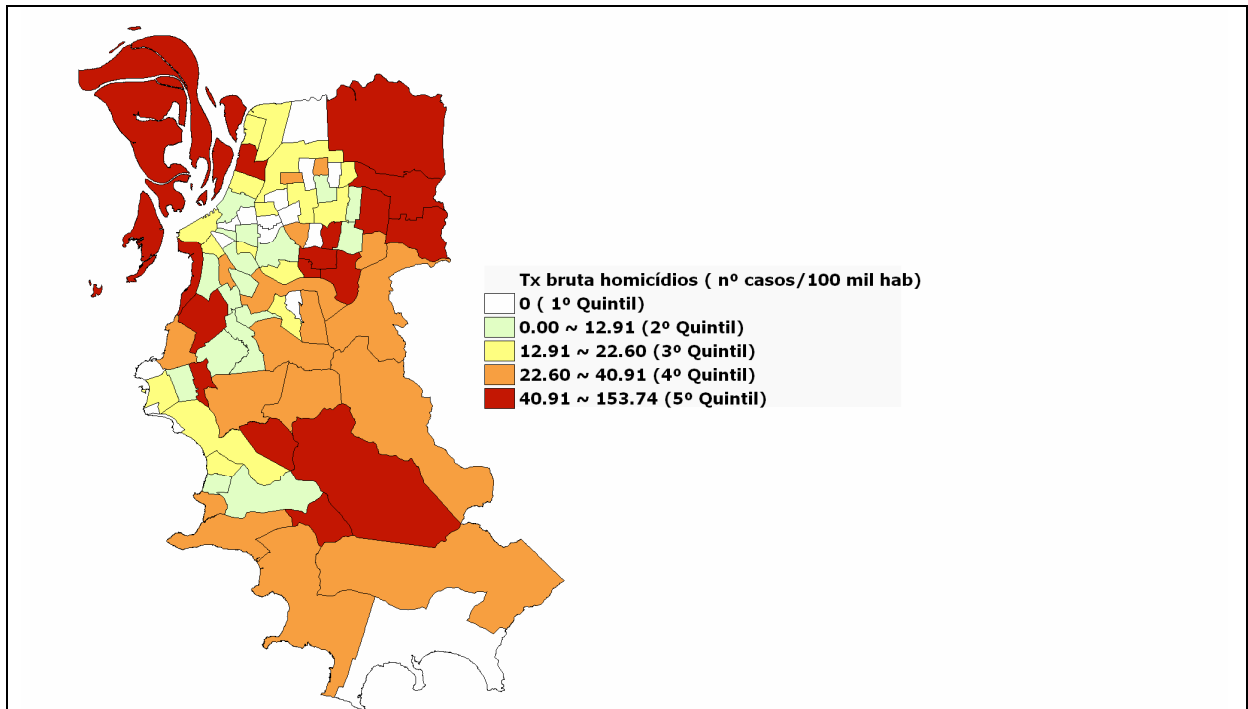 Tx bruta homicídios ( nº casos/100 mil hab)
0 ( 1º Quintil)
0.00 ~ 12.91 (2º Quintil)
12.91 ~ 22.60 (3º Quintil)
22.60 ~ 40.91 (4º Quintil)
40.91 ~ 153.74 (5º Quintil)